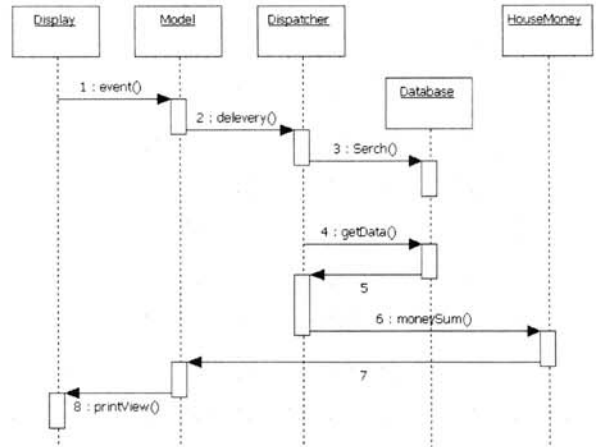 Display
Model
Dispatcher
HouseMoney
Database
1 : event()
2 : delevery()
3 : Serch()
4 : getData()
5
6 : moneySum()
7
8 : printView()